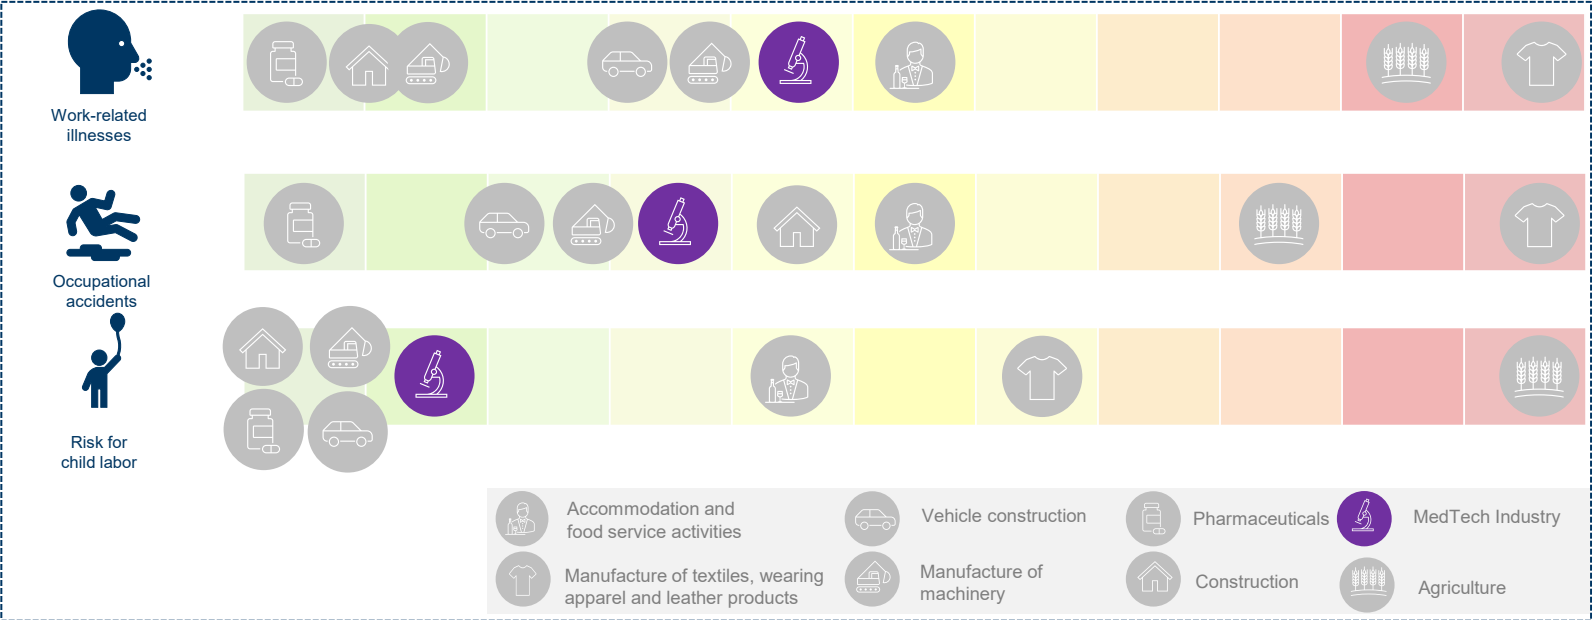 Work-related
illnesses
Occupational
accidents
Risk for
child labor
Accommodation and
food service activities
Vehicle construction
Pharmaceuticals
MedTech Industry
Manufacture of textiles, wearing
apparel and leather products
Manufacture of
machinery
Construction
Agriculture